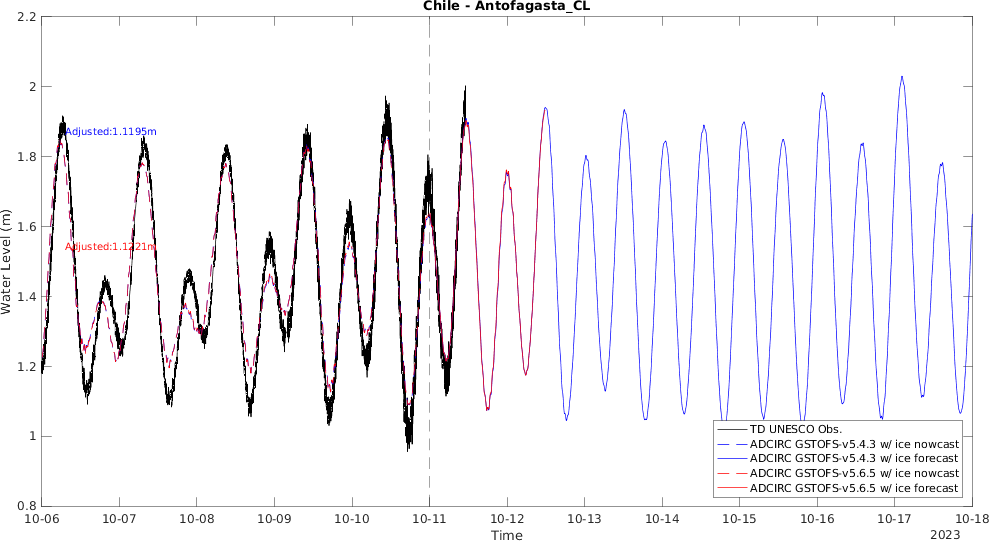 Chile - Antofagasta_CL
2.2
2
1.8
1.6
1.4
1.2
1
0.8
Water Level (m)
Adjusted:1.1195m
Adjusted:1.1221m
TD UNESCO Obs.
ADCIRC GSTOFS-v5.4.3 w/ ice nowcast
ADCIRC GSTOFS-v5.4.3 w/ ice forecast
ADCIRC GSTOFS-v5.6.5 w/ ice nowcast
ADCIRC GSTOFS-v5.6.5 w/ ice forecast
10-06 10-07 10-08 10-09 10-10 10-11 10-12 10-13 10-14 10-15 10-16 10-17 10-18
Time
2023